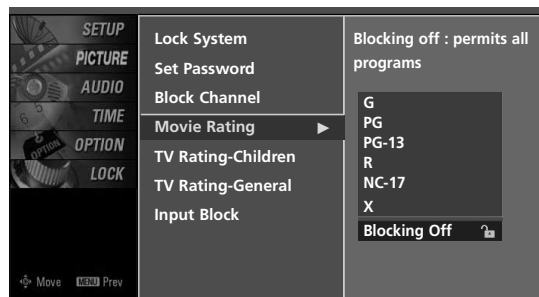 SETUP
PICTURE
AUDIO
TIME
OPTION
LOCK
Move MENU Prev
Lock System
Set Password
Block Channel
Movie Rating ▶
TV Rating-Children
TV Rating-General
Input Block
Blocking off : permits all
programs
G
PG
PG-13
R
NC-17
X
Blocking Off